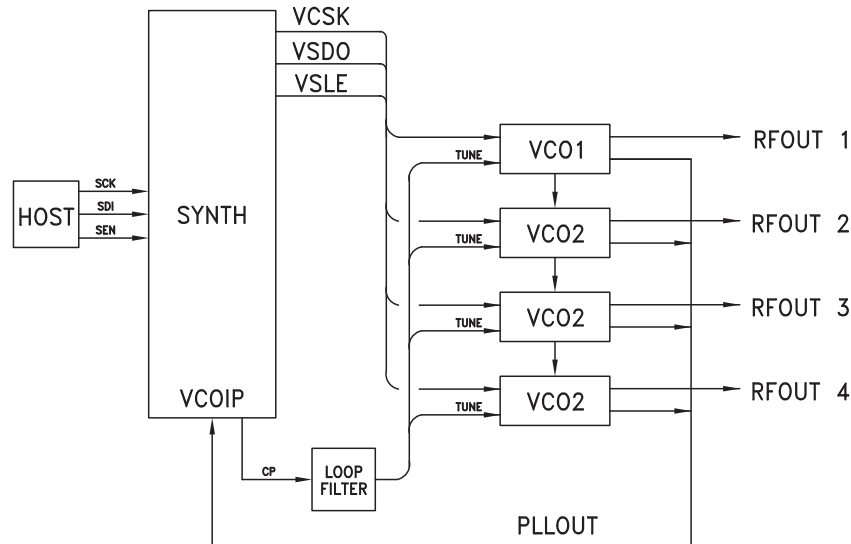 VCSK
VSDO
VSLE
HOST
SCK
SDI
SEN
SYNTH
VCOIP
CP
LOOP
FILTER
TUNE
VCO1
RFOUT 1
TUNE
VCO2
RFOUT 2
TUNE
VCO2
RFOUT 3
TUNE
VCO2
RFOUT 4
PLLOUT